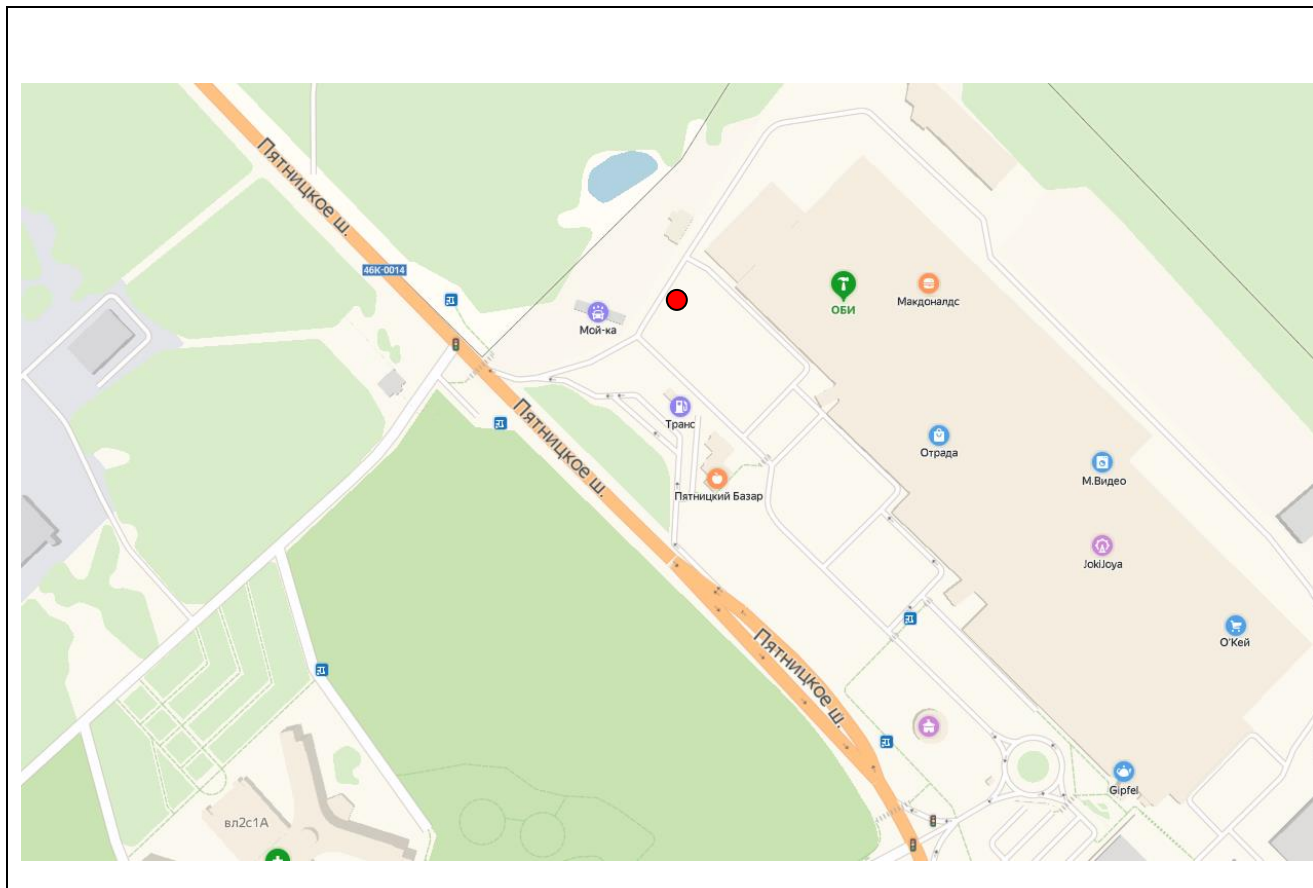 Пятницкое ш.
46К-0014
Мой-ка
ОБИ
Макдоналдс
Пятницкое ш.
Транс
Отрада
М.Видео
Пятницкий Базар
JokiJoya
О'Кей
Пятницкое ш.
Gipfel
вл2с1А